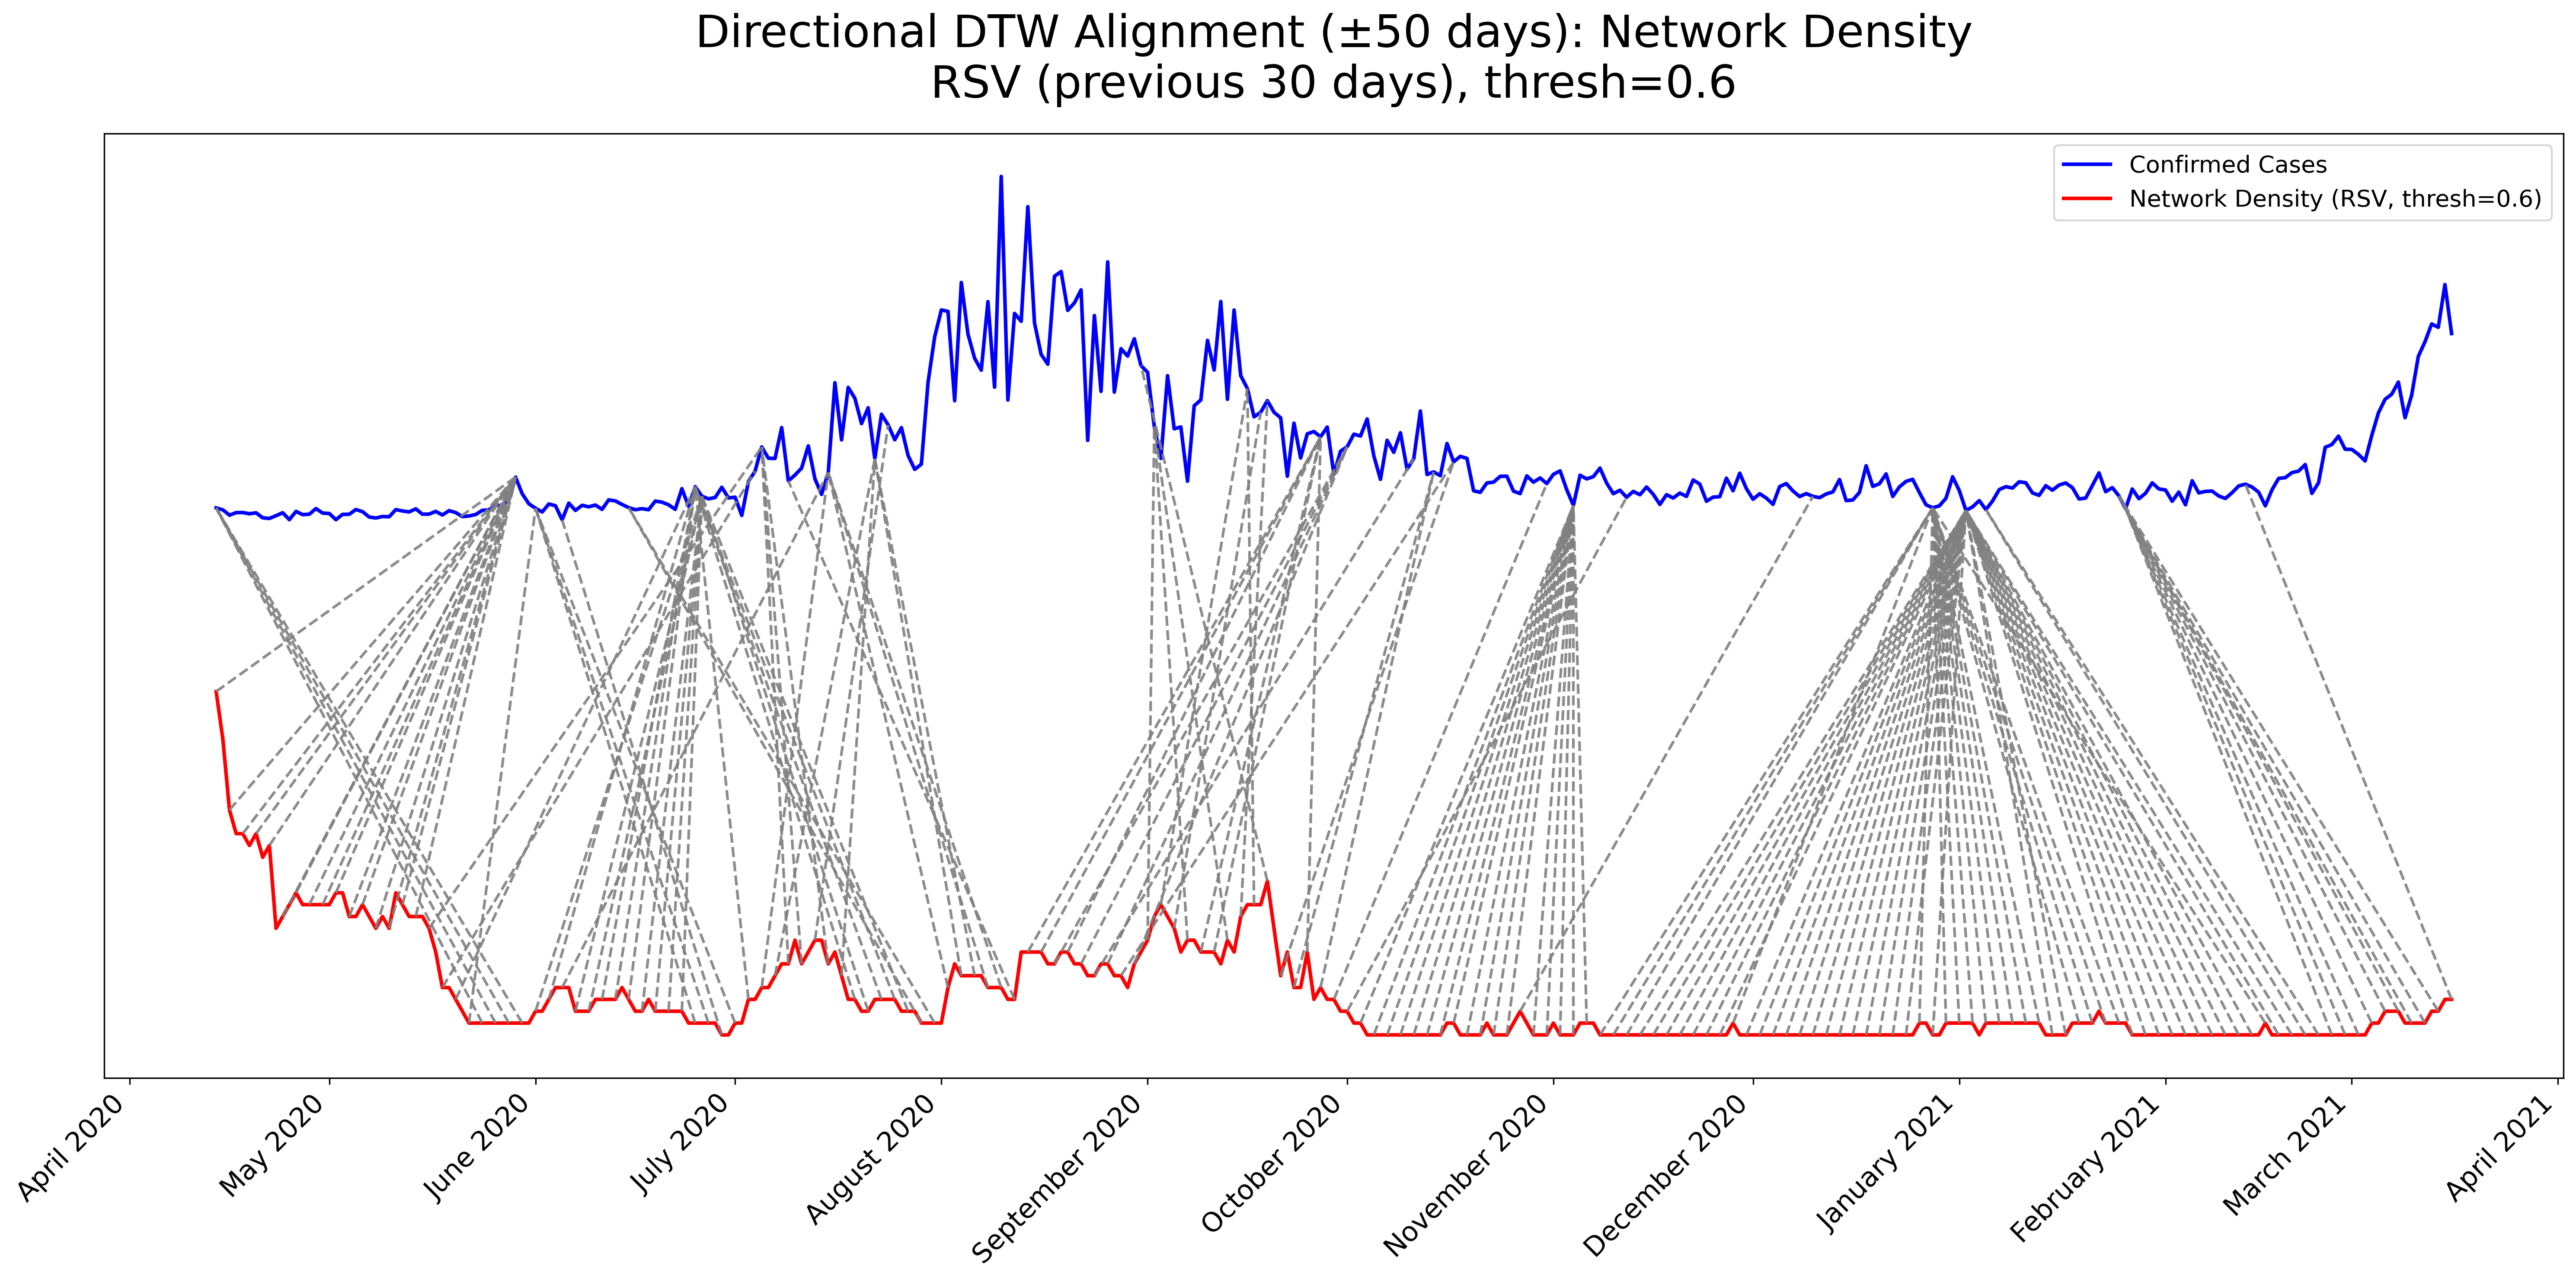 Directional DTW Alignment (±50 days): Network Density
RSV (previous 30 days), thresh=0.6
Confirmed Cases
Network Density (RSV, thresh=0.6)
April 2020
May 2020
June 2020
July 2020
August 2020
September 2020
October 2020
November 2020
December 2020
January 2021
February 2021
March 2021
April 2021